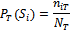 P_T (S_i) = n_{iT} / N_T